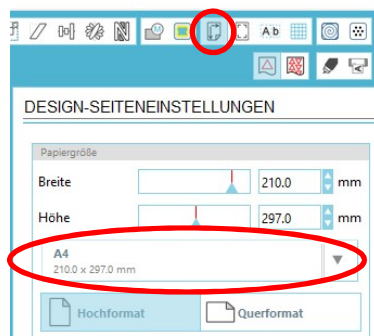 A b
DESIGN-SEITENEINSTELLUNGEN
Papiergröße
Breite 210.0 mm
Höhe 297.0 mm
A4
210.0 x 297.0 mm
Hochformat Querformat